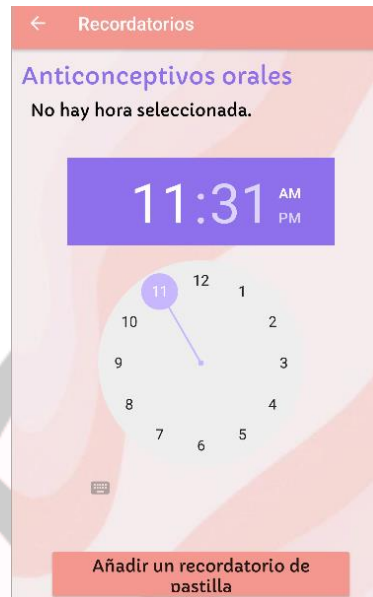 Recordatorios
Anticonceptivos orales
No hay hora seleccionada.
11:31 AM
PM
12
11
1
10
2
9
3
8
4
7
5
6
Añadir un recordatorio de
pastilla